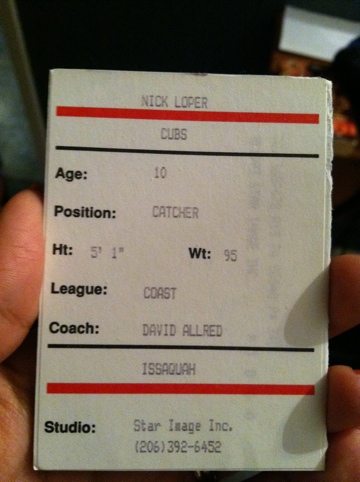 NICK LOPER
CUBS
Age: 10
Position: CATCHER
Ht: 5' 1" Wt: 95
League: COAST
Coach: DAVID ALLRED
ISSAQUAH
Studio: Star Image Inc.
(206)392-6452